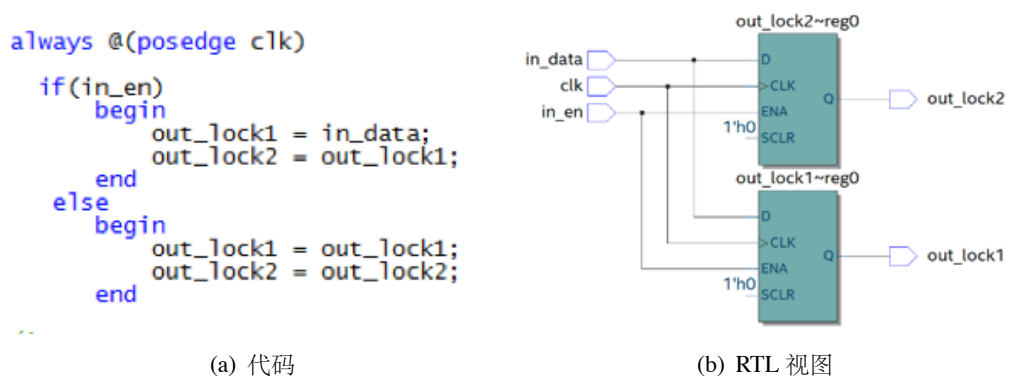 always @(posedge clk)
if(in_en)
begin
out_lock1 = in_data;
out_lock2 = out_lock1;
end
else
begin
out_lock1 = out_lock1;
out_lock2 = out_lock2;
end
(a) 代码
out_lock2~reg0
in_data
clk
in_en
1'h0
D
>CLK
ENA
SCLR
Q
out_lock2
out_lock1~reg0
1'h0
D
>CLK
ENA
SCLR
Q
out_lock1
(b) RTL 视图